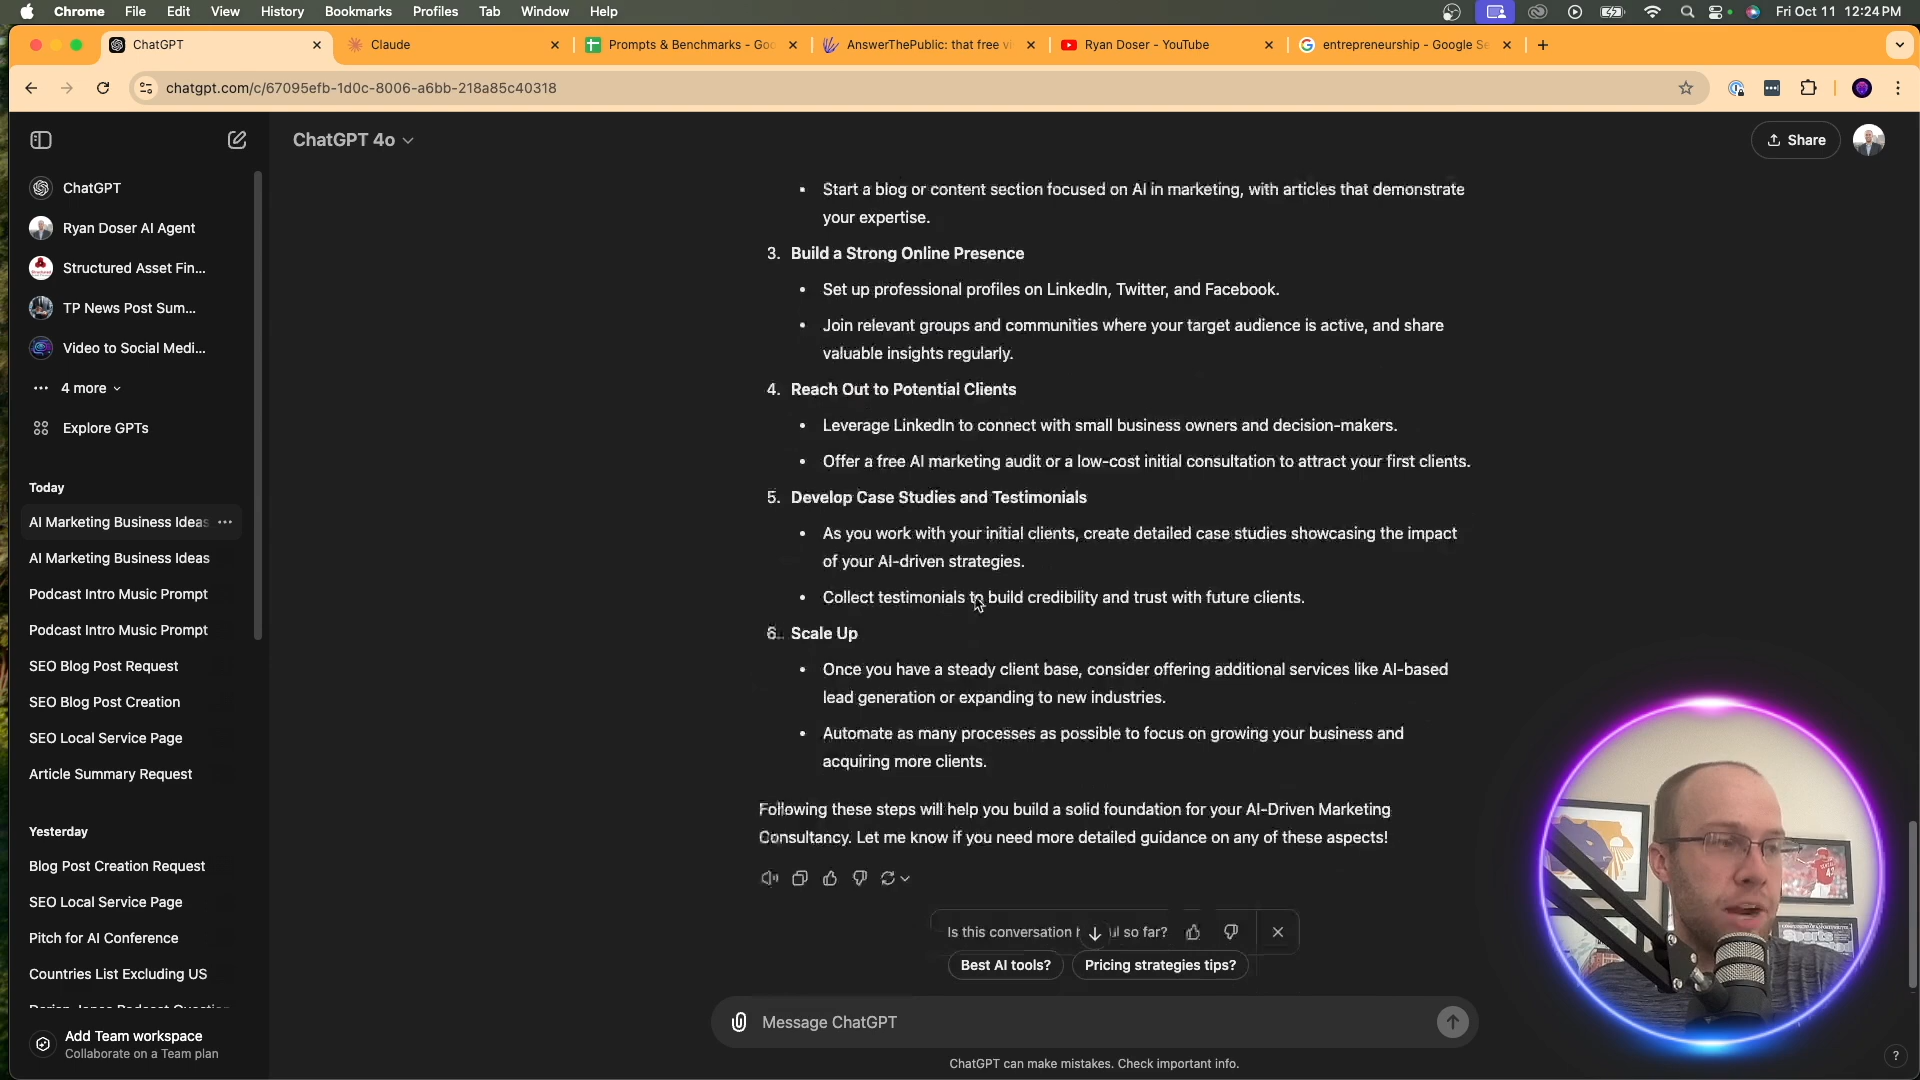 Chrome File Edit View History Bookmarks Profiles Tab Window Help
Fri Oct 11 12:24 PM
ChatGPT
Claude
Prompts & Benchmarks - Goo
AnswerThePublic: that free vi
Ryan Doser - YouTube
entrepreneurship - Google Se
chatgpt.com/c/67095efb-1d0c-8006-a6bb-218a85c40318
ChatGPT 4o
Share
ChatGPT
Ryan Doser AI Agent
Structured Asset Fin...
TP News Post Sum...
Video to Social Medi...
4 more
Explore GPTs
Today
AI Marketing Business Ideas
AI Marketing Business Ideas
Podcast Intro Music Prompt
Podcast Intro Music Prompt
SEO Blog Post Request
SEO Blog Post Creation
SEO Local Service Page
Article Summary Request
Yesterday
Blog Post Creation Request
SEO Local Service Page
Pitch for AI Conference
Countries List Excluding US
Add Team workspace
Collaborate on a Team plan
• Start a blog or content section focused on AI in marketing, with articles that demonstrate
your expertise.
3. Build a Strong Online Presence
• Set up professional profiles on LinkedIn, Twitter, and Facebook.
• Join relevant groups and communities where your target audience is active, and share
valuable insights regularly.
4. Reach Out to Potential Clients
• Leverage LinkedIn to connect with small business owners and decision-makers.
• Offer a free AI marketing audit or a low-cost initial consultation to attract your first clients.
5. Develop Case Studies and Testimonials
• As you work with your initial clients, create detailed case studies showcasing the impact
of your AI-driven strategies.
• Collect testimonials to build credibility and trust with future clients.
6. Scale Up
• Once you have a steady client base, consider offering additional services like AI-based
lead generation or expanding to new industries.
• Automate as many processes as possible to focus on growing your business and
acquiring more clients.
Following these steps will help you build a solid foundation for your AI-Driven Marketing
Consultancy. Let me know if you need more detailed guidance on any of these aspects!
Is this conversation h ul so far?
Best AI tools? Pricing strategies tips?
Message ChatGPT
ChatGPT can make mistakes. Check important info.
?